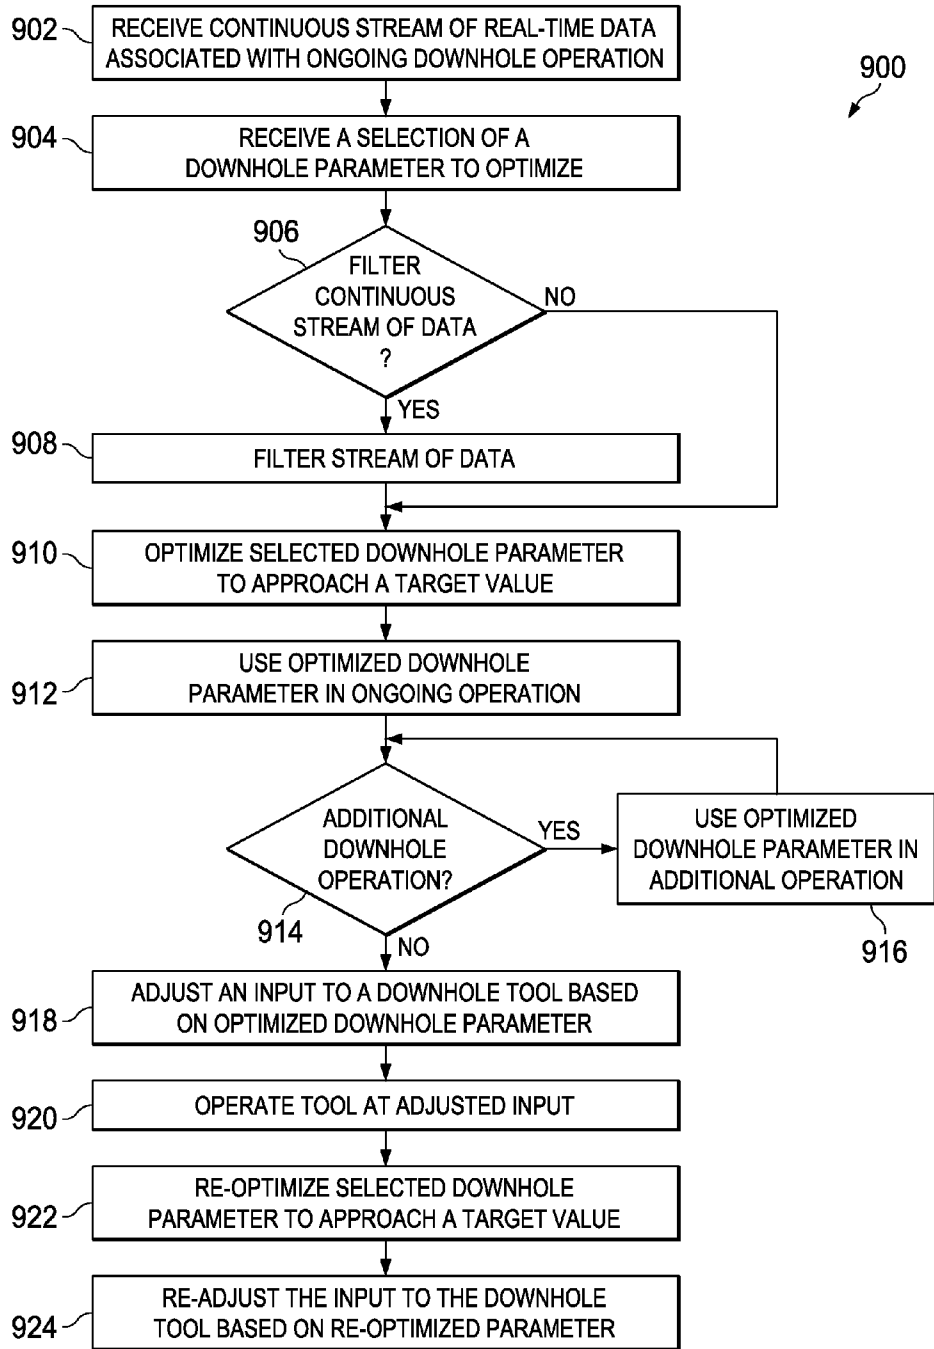 902
RECEIVE CONTINUOUS STREAM OF REAL-TIME DATA
ASSOCIATED WITH ONGOING DOWNHOLE OPERATION
900
904
RECEIVE A SELECTION OF A
DOWNHOLE PARAMETER TO OPTIMIZE
906
FILTER
CONTINUOUS
STREAM OF DATA
?
NO
YES
908
FILTER STREAM OF DATA
910
OPTIMIZE SELECTED DOWNHOLE PARAMETER
TO APPROACH A TARGET VALUE
912
USE OPTIMIZED DOWNHOLE
PARAMETER IN ONGOING OPERATION
ADDITIONAL
DOWNHOLE
OPERATION?
914
YES
USE OPTIMIZED
DOWNHOLE PARAMETER IN
ADDITIONAL OPERATION
916
NO
918
ADJUST AN INPUT TO A DOWNHOLE TOOL BASED
ON OPTIMIZED DOWNHOLE PARAMETER
920
OPERATE TOOL AT ADJUSTED INPUT
922
RE-OPTIMIZE SELECTED DOWNHOLE
PARAMETER TO APPROACH A TARGET VALUE
924
RE-ADJUST THE INPUT TO THE DOWNHOLE
TOOL BASED ON RE-OPTIMIZED PARAMETER